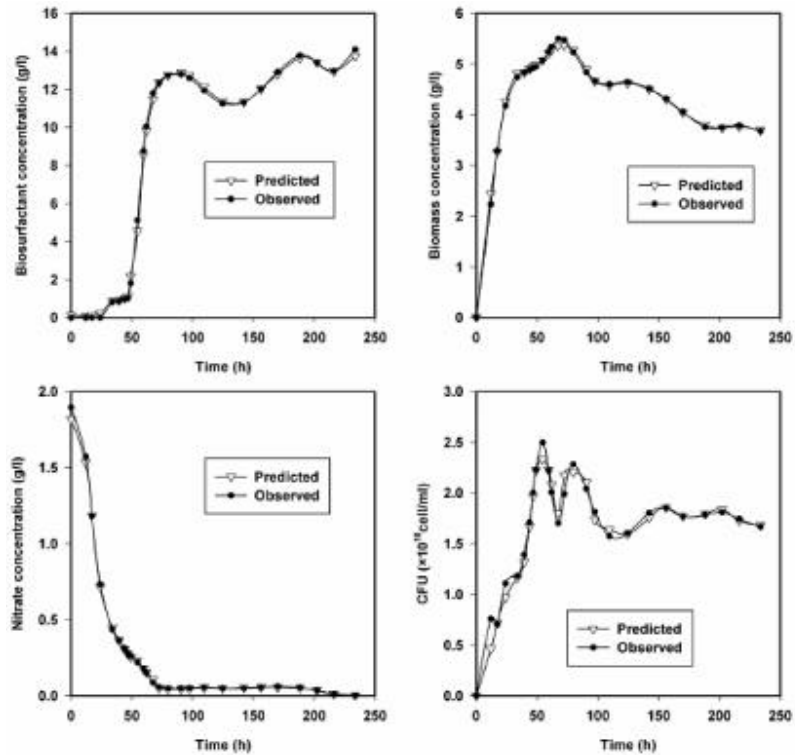 Biosurfactant concentration (g/l)
16
14
12
10
8
6
4
2
0
Predicted
Observed
0 50 100 150 200 250
Time (h)
Biomass concentration (g/l)
6
5
4
3
2
1
0
Predicted
Observed
0 50 100 150 200 250
Time (h)
Nitrate concentration (g/l)
2.0
1.5
1.0
0.5
0.0
Predicted
Observed
0 50 100 150 200 250
Time (h)
CFU (×10¹⁰cell/ml)
3.0
2.5
2.0
1.5
1.0
0.5
0.0
Predicted
Observed
0 50 100 150 200 250
Time (h)